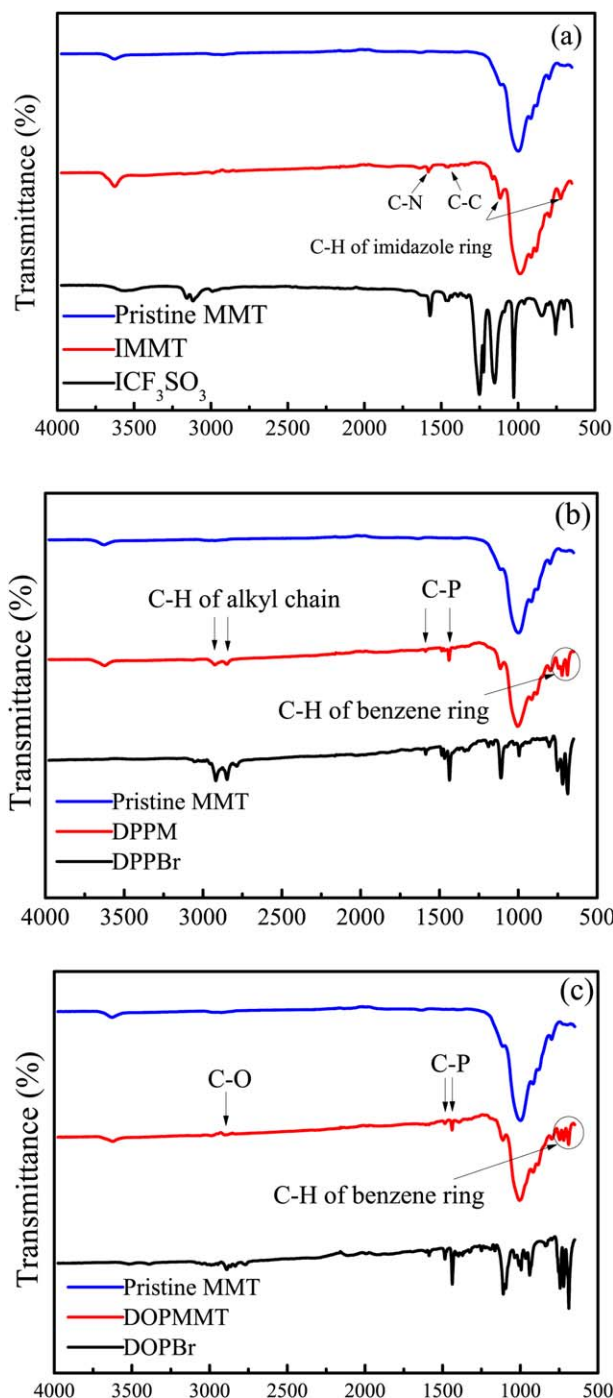 (a)
Transmittance (%)
C-N
C-C
C-H of imidazole ring
Pristine MMT
IMMT
ICF₃SO₃
4000 3500 3000 2500 2000 1500 1000 500
(b)
Transmittance (%)
C-H of alkyl chain
C-P
C-H of benzene ring
Pristine MMT
DPPM
DPPBr
4000 3500 3000 2500 2000 1500 1000 500
(c)
Transmittance (%)
C-O
C-P
C-H of benzene ring
Pristine MMT
DOPMMT
DOPBr
4000 3500 3000 2500 2000 1500 1000 500